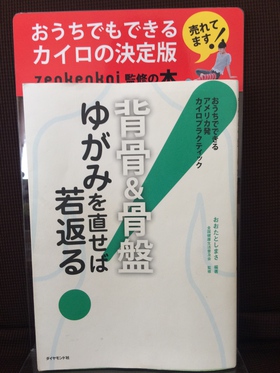 おうちでもできる
カイロの決定版
売れて
ます!!
zenkenkai 監修の本
おうちでできる
アメリカ発
カイロプラクティック
背骨&骨盤
ゆがみを直せば
若返る!
おおたとしまさ 編著
ダイヤモンド社